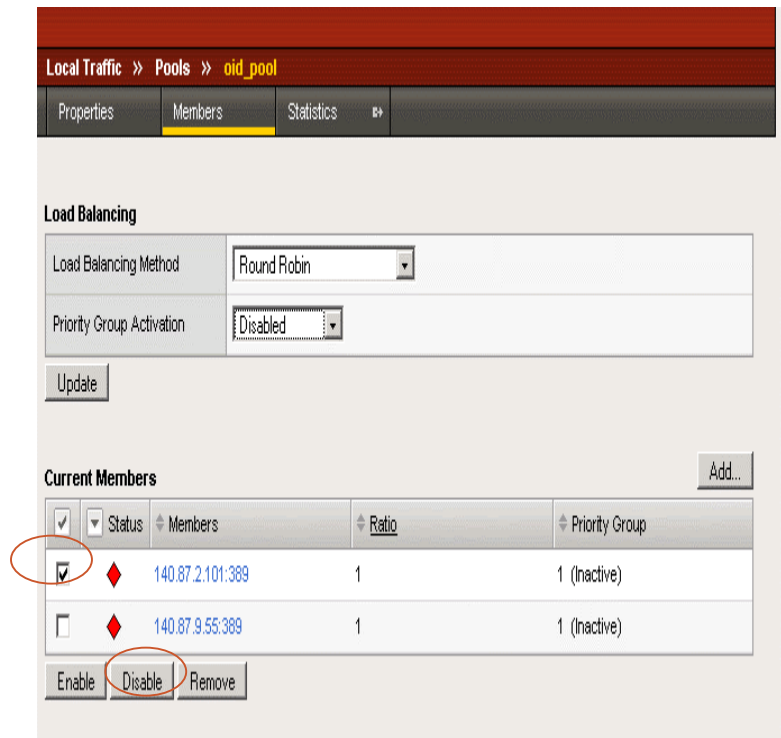 Local Traffic » Pools » oid_pool
Properties Members Statistics
Load Balancing
Load Balancing Method Round Robin
Priority Group Activation Disabled
Update
Add...
Current Members
Status Members Ratio Priority Group
140.87.2.101:389 1 1 (Inactive)
140.87.9.55:389 1 1 (Inactive)
Enable Disable Remove